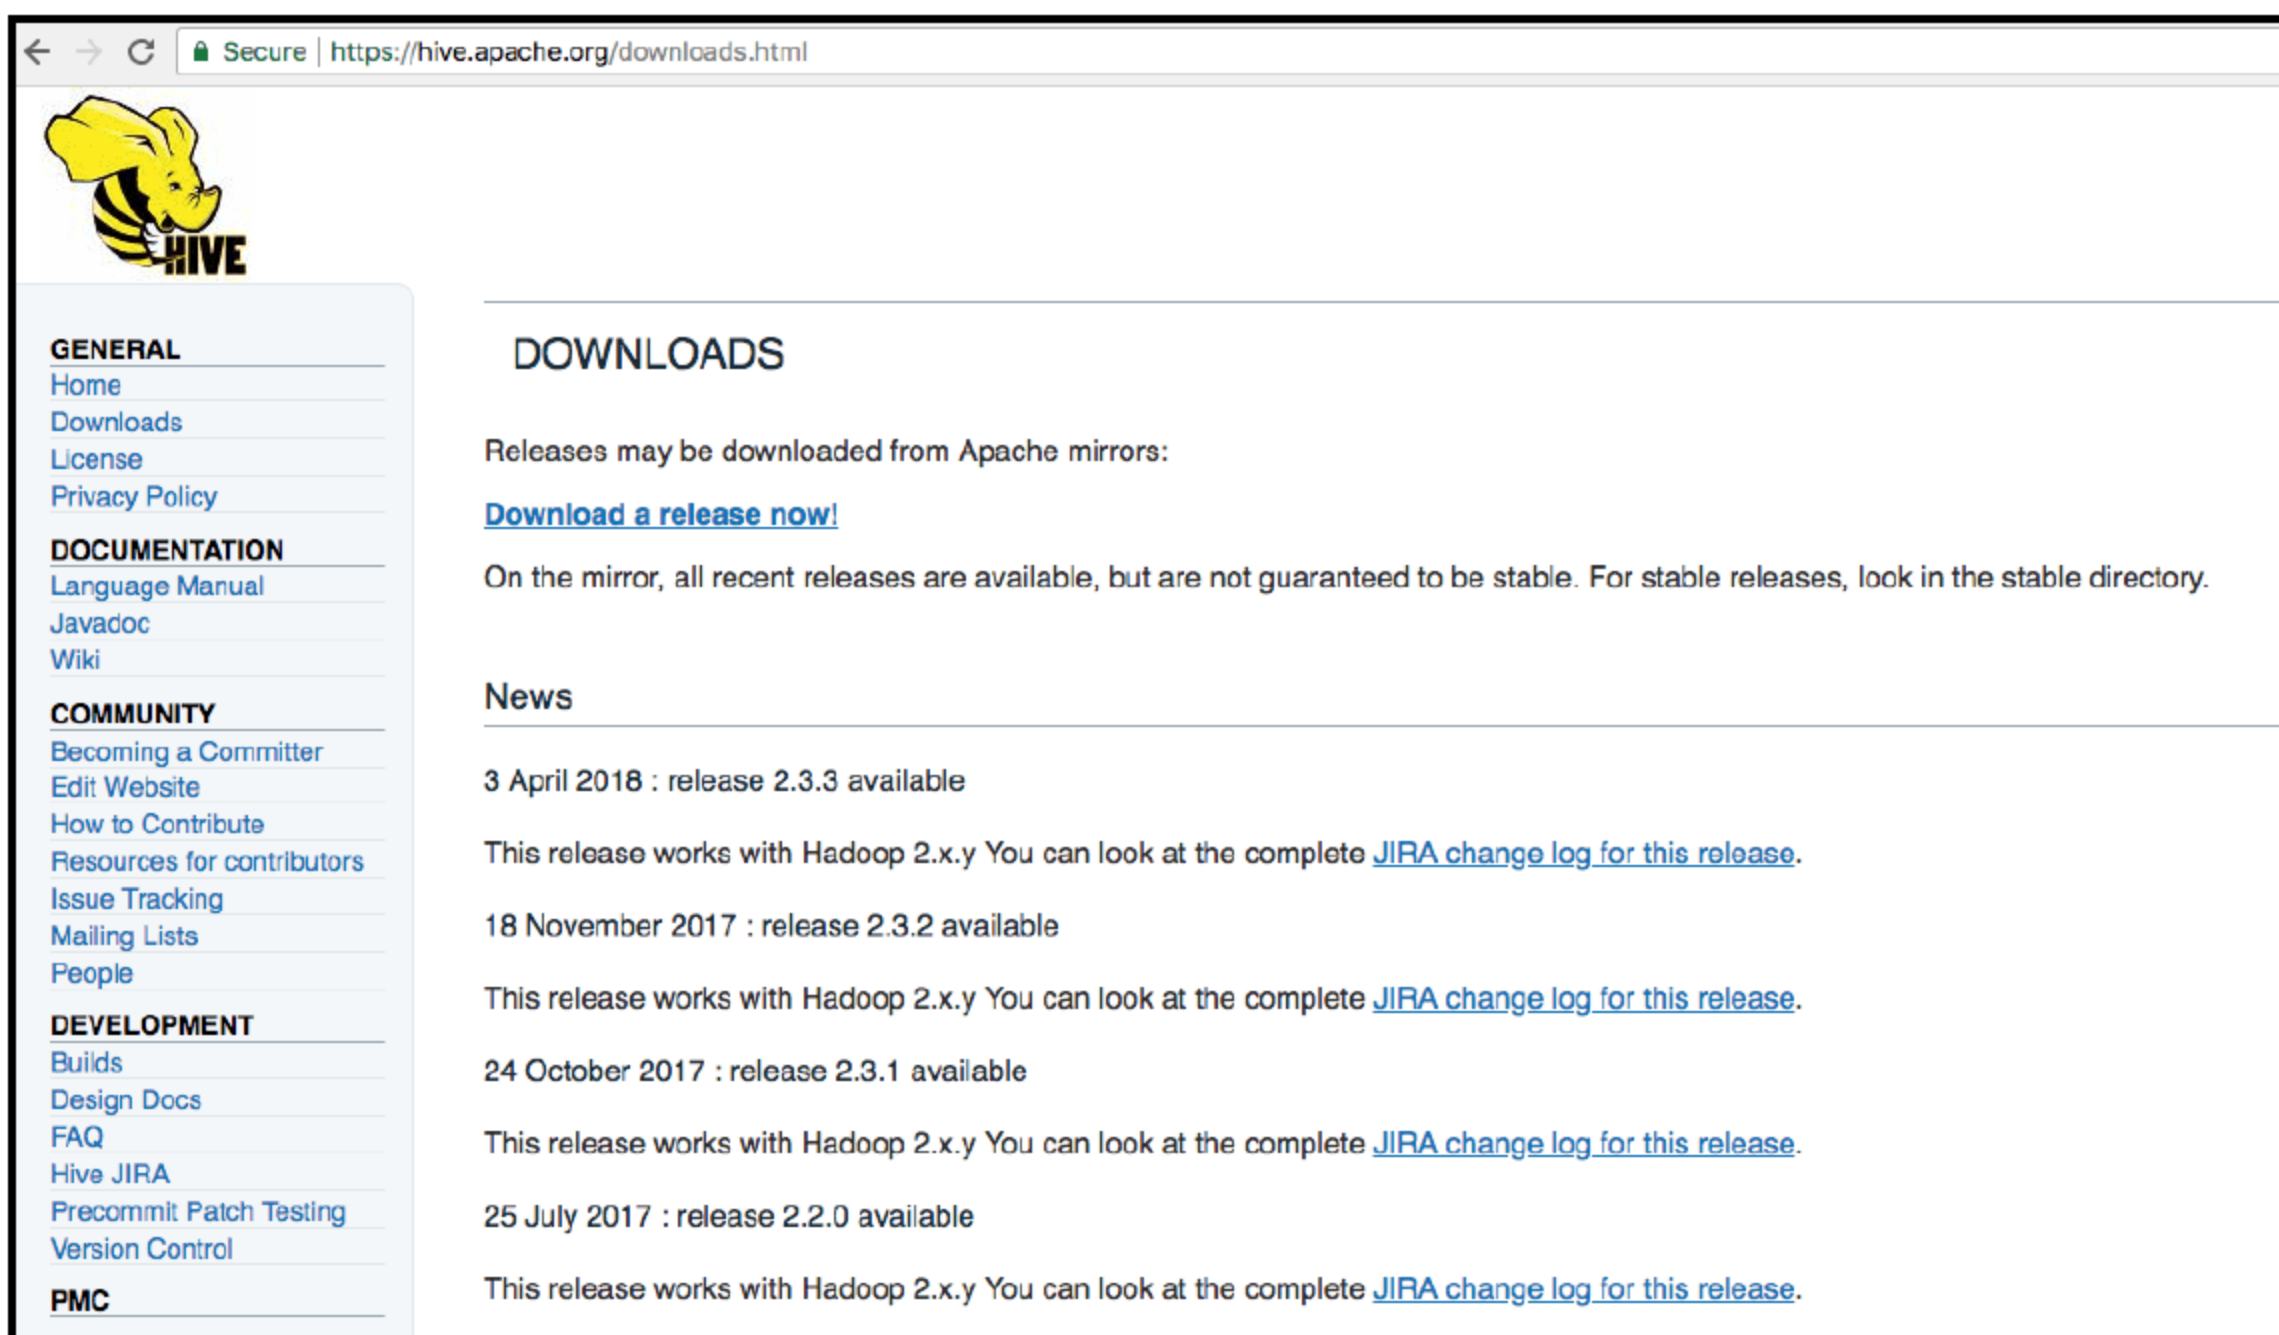 Secure | https://hive.apache.org/downloads.html
HIVE
GENERAL
Home
Downloads
License
Privacy Policy
DOCUMENTATION
Language Manual
Javadoc
Wiki
COMMUNITY
Becoming a Committer
Edit Website
How to Contribute
Resources for contributors
Issue Tracking
Mailing Lists
People
DEVELOPMENT
Builds
Design Docs
FAQ
Hive JIRA
Precommit Patch Testing
Version Control
PMC
DOWNLOADS
Releases may be downloaded from Apache mirrors:
Download a release now!
On the mirror, all recent releases are available, but are not guaranteed to be stable. For stable releases, look in the stable directory.
News
3 April 2018 : release 2.3.3 available
This release works with Hadoop 2.x.y You can look at the complete JIRA change log for this release.
18 November 2017 : release 2.3.2 available
This release works with Hadoop 2.x.y You can look at the complete JIRA change log for this release.
24 October 2017 : release 2.3.1 available
This release works with Hadoop 2.x.y You can look at the complete JIRA change log for this release.
25 July 2017 : release 2.2.0 available
This release works with Hadoop 2.x.y You can look at the complete JIRA change log for this release.